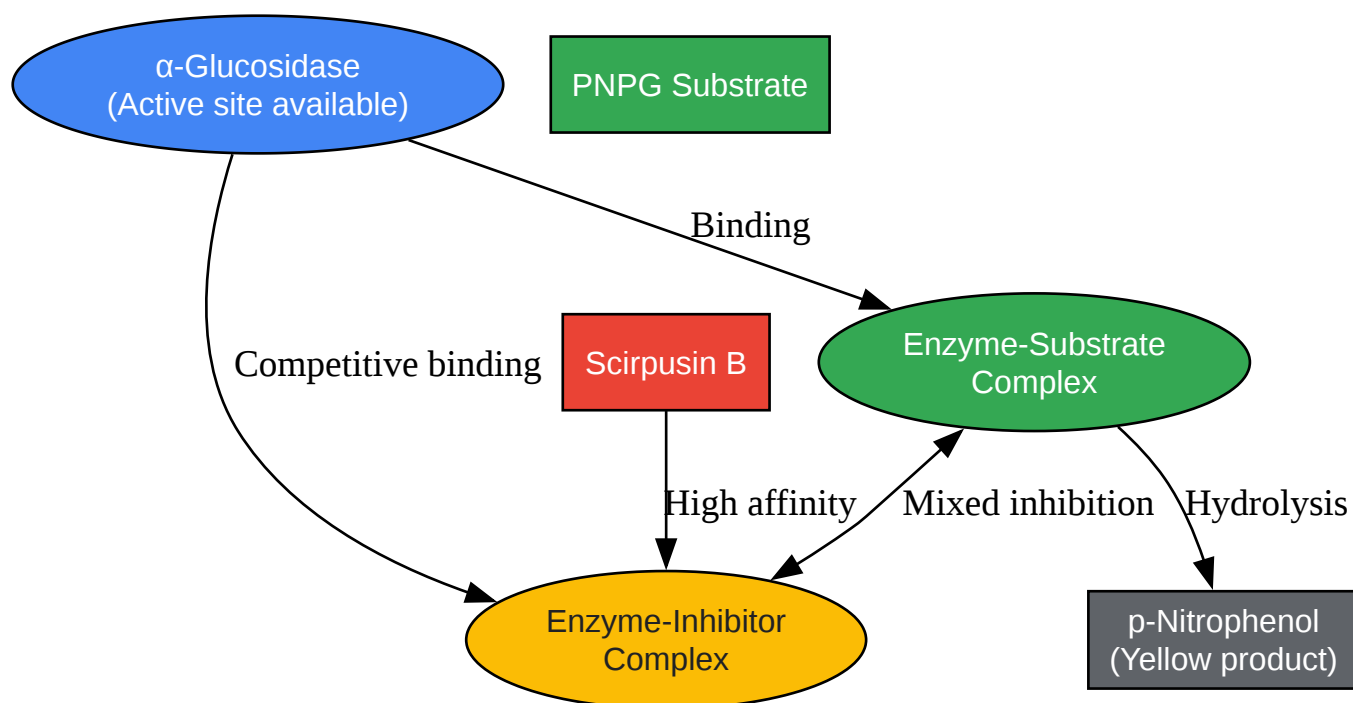 α-Glucosidase
(Active site available)
PNPG Substrate
Binding
Competitive binding
Scirpusin B
Enzyme-Substrate
Complex
High affinity
Mixed inhibition
Hydrolysis
Enzyme-Inhibitor
Complex
p-Nitrophenol
(Yellow product)